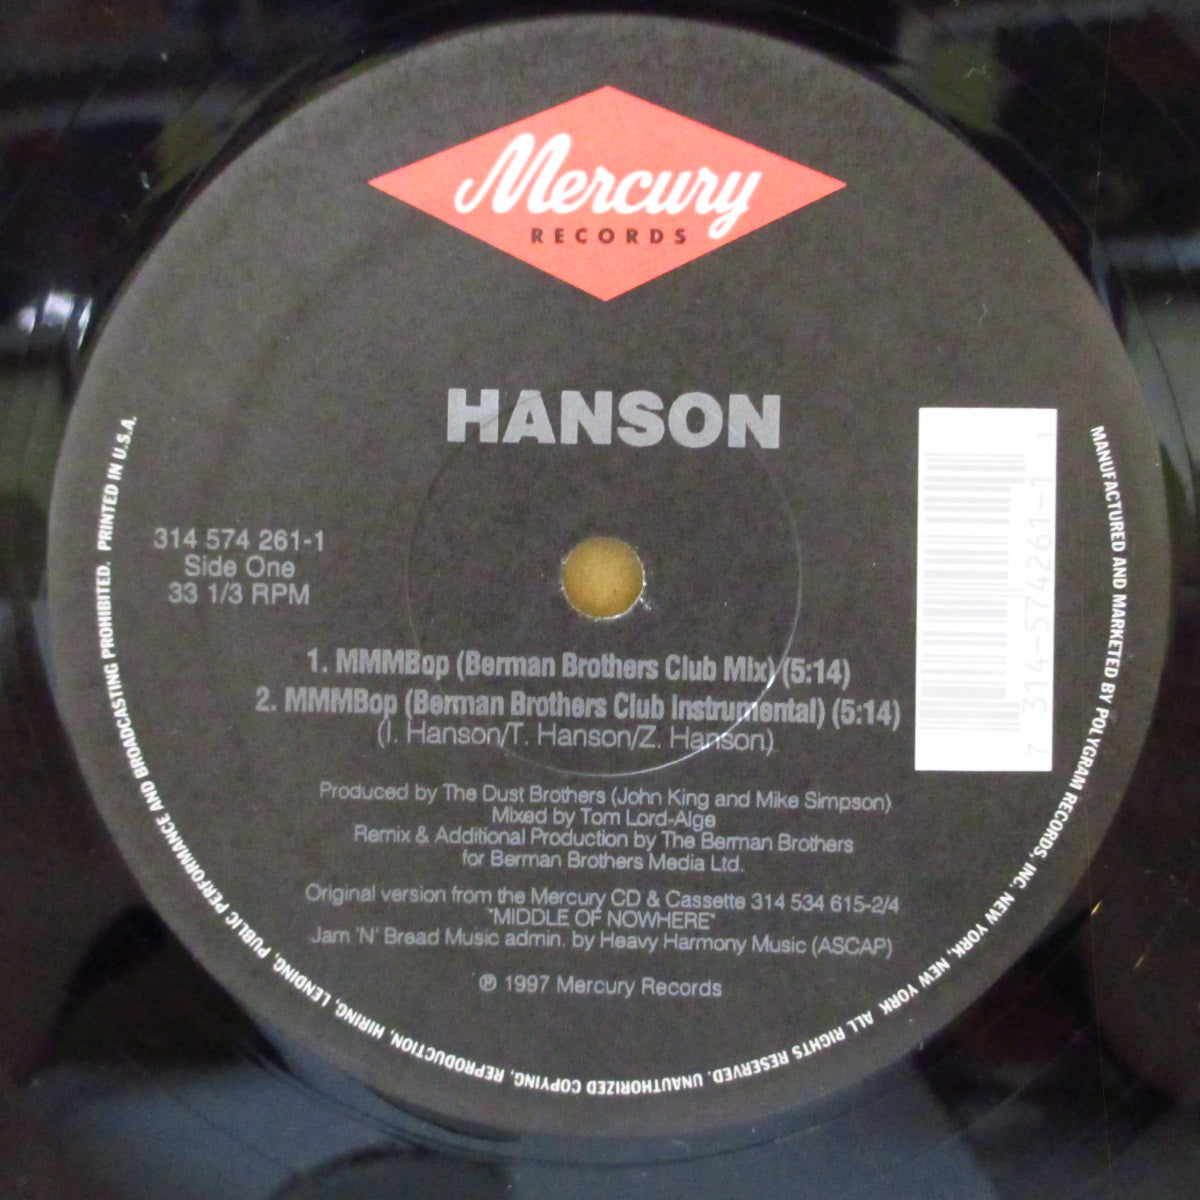 Mercury
RECORDS
HANSON
314 574 261-1
Side One
33 1/3 RPM
1. MMMBop (Berman Brothers Club Mix) (5:14)
2. MMMBop (Berman Brothers Club Instrumental) (5:14)
(I. Hanson/T. Hanson/Z. Hanson)
Produced by The Dust Brothers (John King and Mike Simpson)
Mixed by Tom Lord-Alge
Remix & Additional Production by The Berman Brothers
for Berman Brothers Media Ltd.
Original version from the Mercury CD & Cassette 314 534 615-2/4
"MIDDLE OF NOWHERE"
Jam 'N' Bread Music admin. by Heavy Harmony Music (ASCAP)
℗ 1997 Mercury Records
7 314-574261-1 1
MANUFACTURED AND MARKETED BY POLYGRAM RECORDS, INC. NEW YORK, NEW YORK ALL RIGHTS RESERVED. UNAUTHORIZED COPYING, REPRODUCTION, HIRING, LENDING, PUBLIC PERFORMANCE AND BROADCASTING PROHIBITED. PRINTED IN U.S.A.